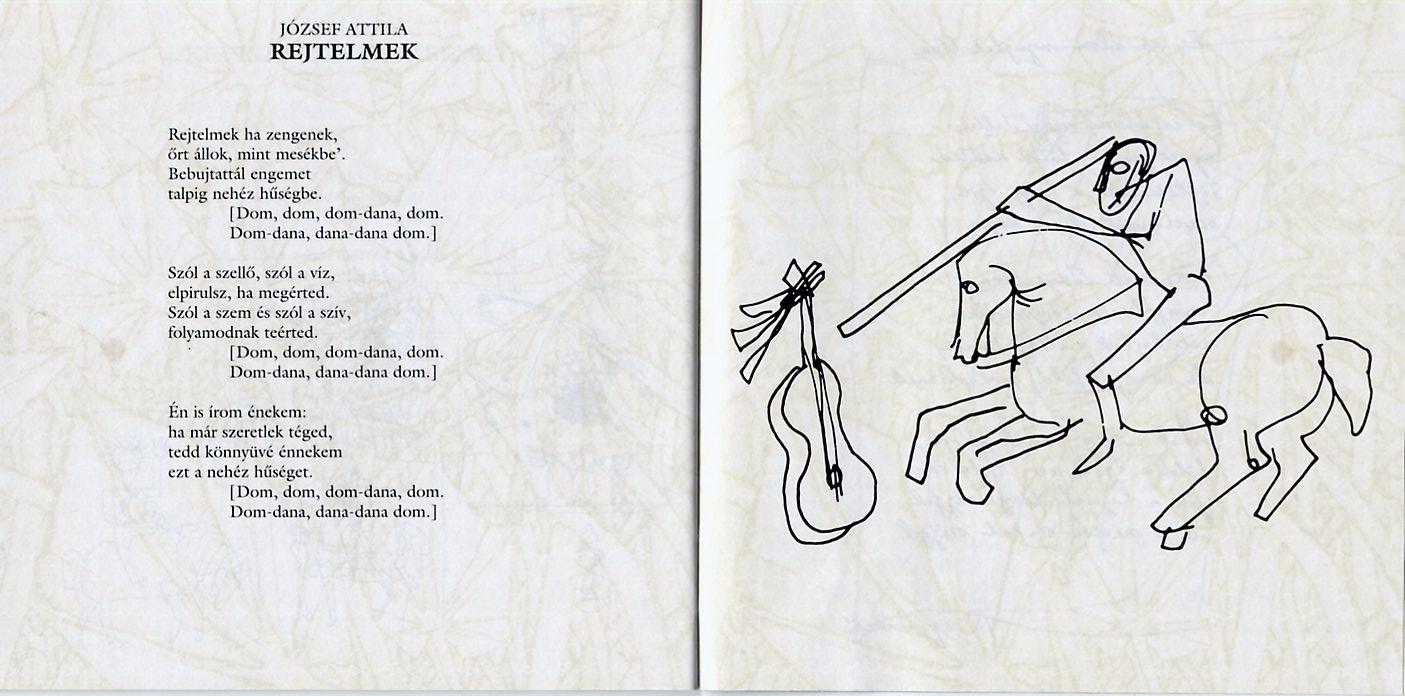 JÓZSEF ATTILA
REJTELMEK
Rejtelmek ha zengenek,
őrt állok, mint mesékbe’.
Bebujtattál engemet
talpig nehéz hűségbe.
[Dom, dom, dom-dana, dom.
Dom-dana, dana-dana dom.]
Szól a szellő, szól a víz,
elpirulsz, ha megérted.
Szól a szem és szól a szív,
folyamodnak teérted.
[Dom, dom, dom-dana, dom.
Dom-dana, dana-dana dom.]
Én is írom énekem:
ha már szeretlek téged,
tedd könnyüvé énnekem
ezt a nehéz hűséget.
[Dom, dom, dom-dana, dom.
Dom-dana, dana-dana dom.]